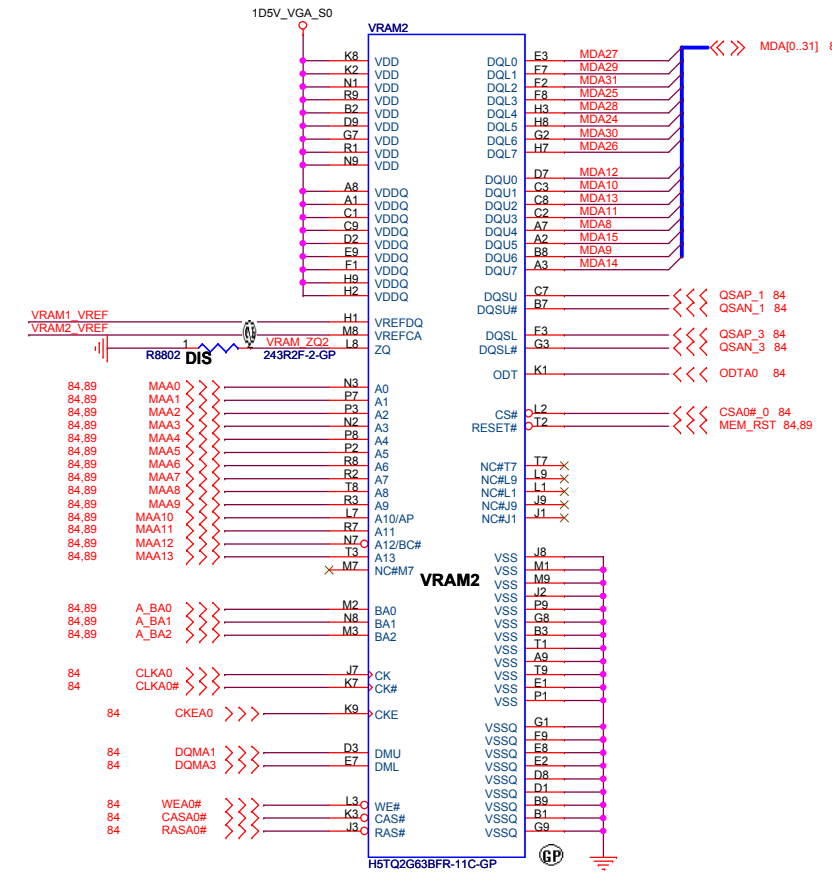 1D5V_VGA_S0
VRAM2
K8 VDD DQL0 E3 MDA27 MDA[0..31] 8
K2 VDD DQL1 F7 MDA29
N1 VDD DQL2 F2 MDA31
R9 VDD DQL3 F8 MDA25
B2 VDD DQL4 H3 MDA28
D9 VDD DQL5 H8 MDA24
G7 VDD DQL6 G2 MDA30
R1 VDD DQL7 H7 MDA26
N9 VDD
A8 VDDQ DQU0 D7 MDA12
A1 VDDQ DQU1 C3 MDA10
C1 VDDQ DQU2 C8 MDA13
C9 VDDQ DQU3 C2 MDA11
D2 VDDQ DQU4 A7 MDA8
E9 VDDQ DQU5 A2 MDA15
F1 VDDQ DQU6 B8 MDA9
H9 VDDQ DQU7 A3 MDA14
H2 VDDQ
DQSU C7 QSAP_1 84
DQSU# B7 QSAN_1 84
VRAM1_VREF H1 VREFDQ
VRAM2_VREF M8 VREFCA DQSL F3 QSAP_3 84
1 2 VRAM_ZQ2 L8 ZQ DQSL# G3 QSAN_3 84
R8802 DIS 243R2F-2-GP
ODT K1 ODTA0 84
84,89 MAA0 N3 A0
84,89 MAA1 P7 A1
84,89 MAA2 P3 A2 CS# L2 CSA0#_0 84
84,89 MAA3 N2 A3 RESET# T2 MEM_RST 84,89
84,89 MAA4 P8 A4
84,89 MAA5 P2 A5
84,89 MAA6 R8 A6 NC#T7 T7
84,89 MAA7 R2 A7 NC#L9 L9
84,89 MAA8 T8 A8 NC#L1 L1
84,89 MAA9 R3 A9 NC#J9 J9
84,89 MAA10 L7 A10/AP NC#J1 J1
84,89 MAA11 R7 A11
84,89 MAA12 N7 A12/BC#
84,89 MAA13 T3 A13 VSS J8
M7 NC#M7 VSS M1
VRAM2 VSS M9
VSS J2
84,89 A_BA0 M2 BA0 VSS P9
84,89 A_BA1 N8 BA1 VSS G8
84,89 A_BA2 M3 BA2 VSS B3
VSS T1
VSS A9
84 CLKA0 J7 CK VSS T9
84 CLKA0# K7 CK# VSS E1
VSS P1
84 CKEA0 K9 CKE
VSSQ G1
VSSQ F9
84 DQMA1 D3 DMU VSSQ E8
84 DQMA3 E7 DML VSSQ E2
VSSQ D8
VSSQ D1
84 WEA0# L3 WE# VSSQ B9
84 CASA0# K3 CAS# VSSQ B1
84 RASA0# J3 RAS# VSSQ G9
H5TQ2G63BFR-11C-GP GP